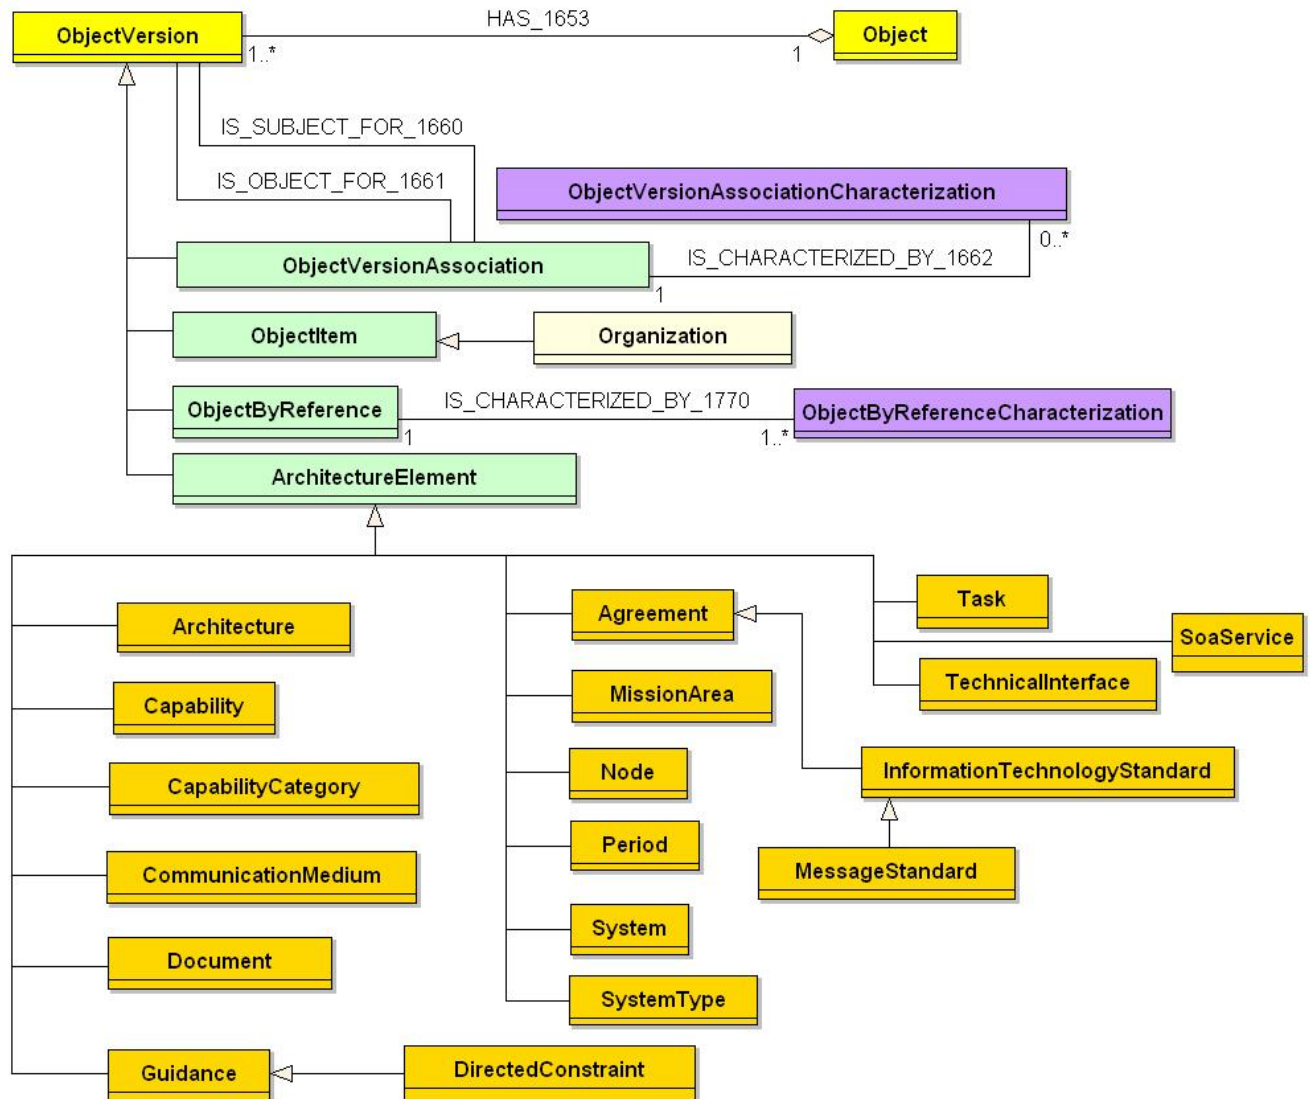 ObjectVersion
HAS_1653
Object
1..*
1
IS_SUBJECT_FOR_1660
IS_OBJECT_FOR_1661
ObjectVersionAssociationCharacterization
0..*
ObjectVersionAssociation
IS_CHARACTERIZED_BY_1662
1
ObjectItem
Organization
ObjectByReference
IS_CHARACTERIZED_BY_1770
ObjectByReferenceCharacterization
1
1..*
ArchitectureElement
Architecture
Agreement
Task
SoaService
Capability
MissionArea
TechnicalInterface
CapabilityCategory
Node
InformationTechnologyStandard
CommunicationMedium
Period
MessageStandard
Document
System
SystemType
Guidance
DirectedConstraint